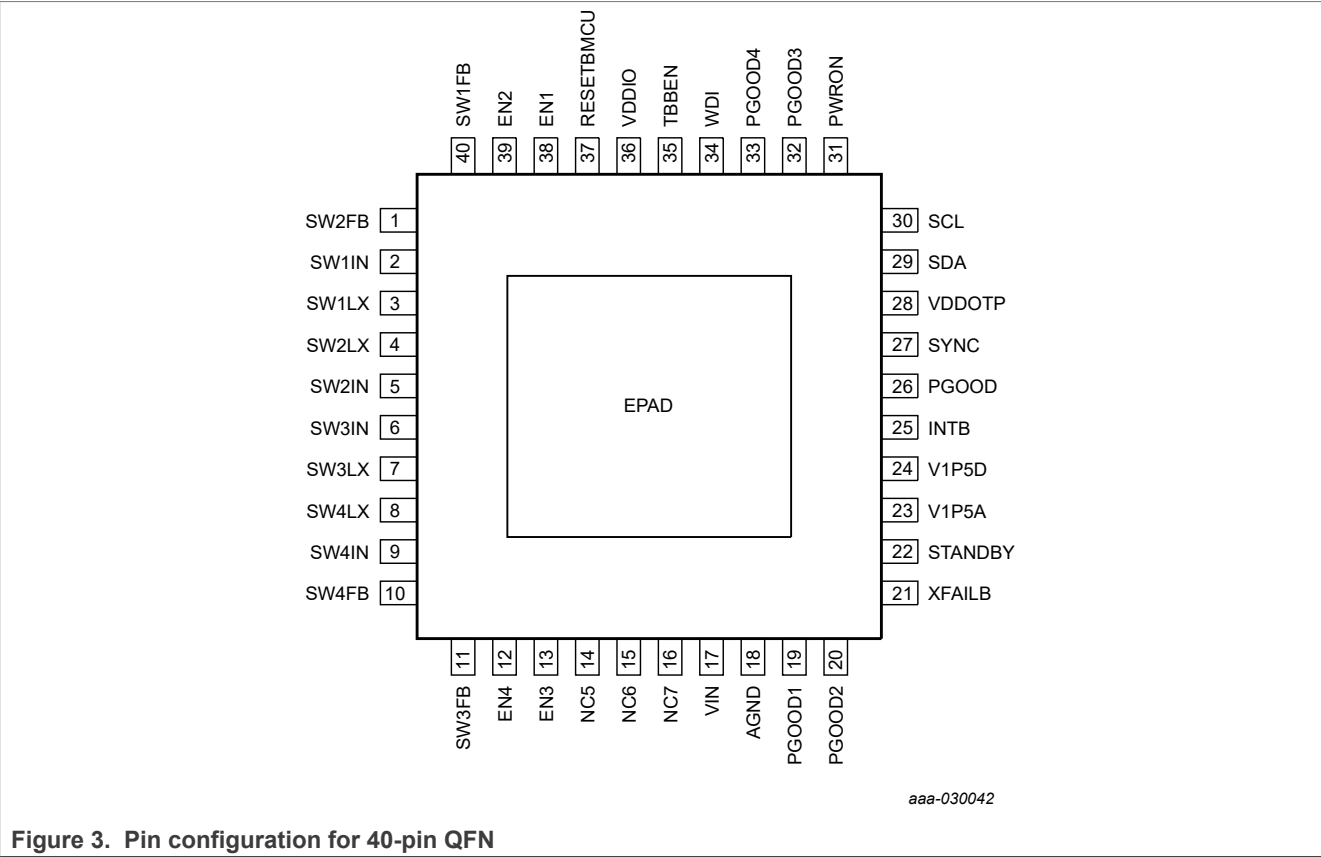 40 SW1FB
39 EN2
38 EN1
37 RESETBMCU
36 VDDIO
35 TBBEN
34 WDI
33 PGOOD4
32 PGOOD3
31 PWRON
SW2FB 1
SW1IN 2
SW1LX 3
SW2LX 4
SW2IN 5
SW3IN 6
SW3LX 7
SW4LX 8
SW4IN 9
SW4FB 10
EPAD
30 SCL
29 SDA
28 VDDOTP
27 SYNC
26 PGOOD
25 INTB
24 V1P5D
23 V1P5A
22 STANDBY
21 XFAILB
SW3FB 11
EN4 12
EN3 13
NC5 14
NC6 15
NC7 16
VIN 17
AGND 18
PGOOD1 19
PGOOD2 20
aaa-030042
Figure 3. Pin configuration for 40-pin QFN